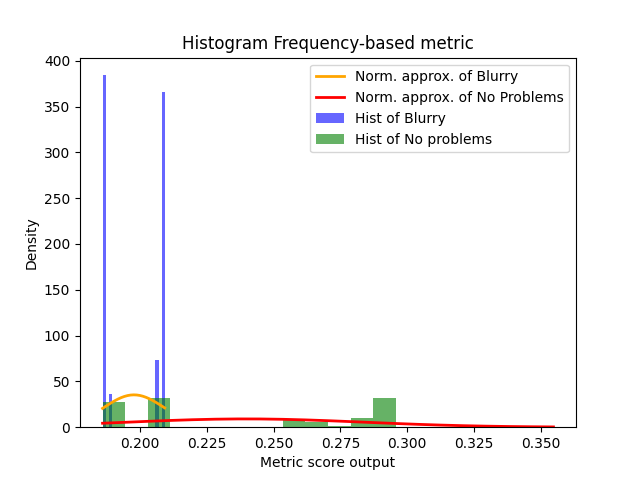 Histogram Frequency-based metric
Norm. approx. of Blurry
Norm. approx. of No Problems
Hist of Blurry
Hist of No problems
400
350
300
250
200
150
100
50
0
Density
0.200 0.225 0.250 0.275 0.300 0.325 0.350
Metric score output